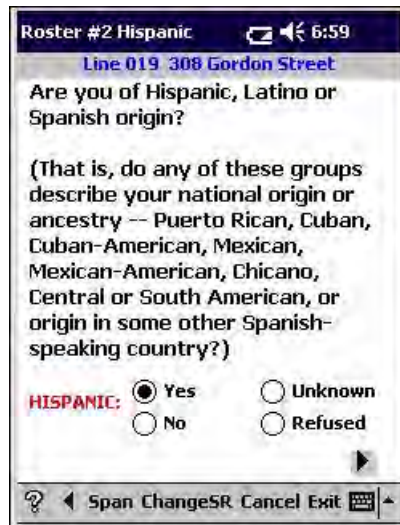 Roster #2 Hispanic 6:59
Line 019 308 Gordon Street
Are you of Hispanic, Latino or
Spanish origin?
(That is, do any of these groups
describe your national origin or
ancestry -- Puerto Rican, Cuban,
Cuban-American, Mexican,
Mexican-American, Chicano,
Central or South American, or
origin in some other Spanish-
speaking country?)
HISPANIC: Yes Unknown
No Refused
? Span ChangeSR Cancel Exit